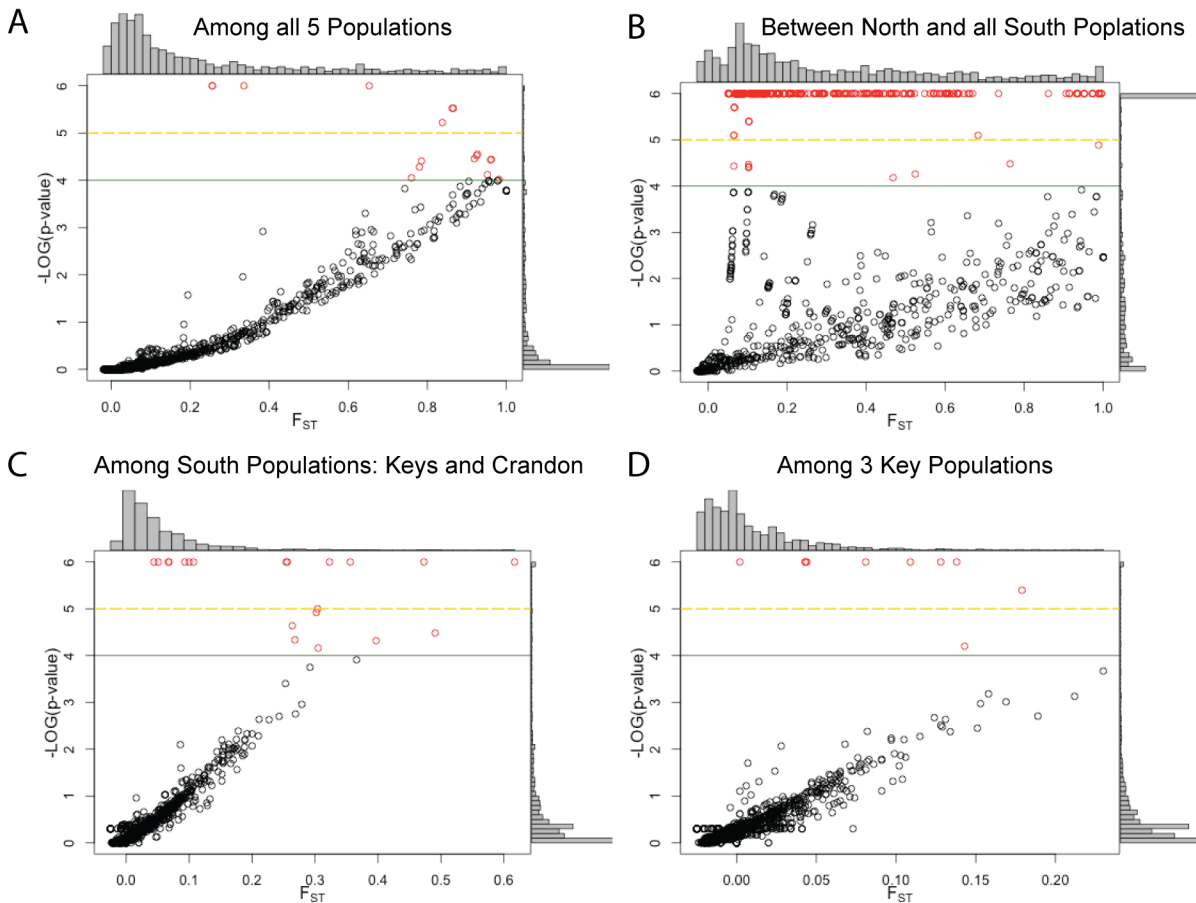 A
Among all 5 Populations
6
5
4
3
2
1
0
-LOG(p-value)
0.0 0.2 0.4 0.6 0.8 1.0
FST
B
Between North and all South Poplations
6
5
4
3
2
1
0
-LOG(p-value)
0.0 0.2 0.4 0.6 0.8 1.0
FST
C
Among South Populations: Keys and Crandon
6
5
4
3
2
1
0
-LOG(p-value)
0.0 0.1 0.2 0.3 0.4 0.5 0.6
FST
D
Among 3 Key Populations
6
5
4
3
2
1
0
-LOG(p-value)
0.00 0.05 0.10 0.15 0.20
FST